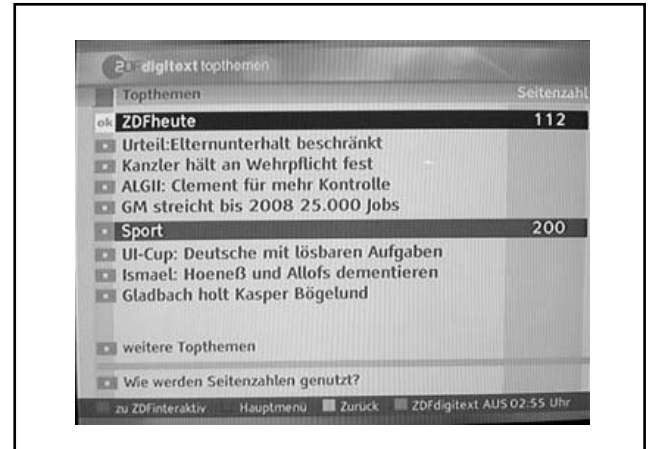 ZDFdigitext topthemen
Topthemen Seitenzahl
ok ZDFheute 112
Urteil:Elternunterhalt beschränkt
Kanzler hält an Wehrpflicht fest
ALGII: Clement für mehr Kontrolle
GM streicht bis 2008 25.000 Jobs
Sport 200
UI-Cup: Deutsche mit lösbaren Aufgaben
Ismael: Hoeneß und Allofs dementieren
Gladbach holt Kasper Bögelund
weitere Topthemen
Wie werden Seitenzahlen genutzt?
zu ZDFinteraktiv Hauptmenü Zurück ZDFdigitext AUS 02:55 Uhr